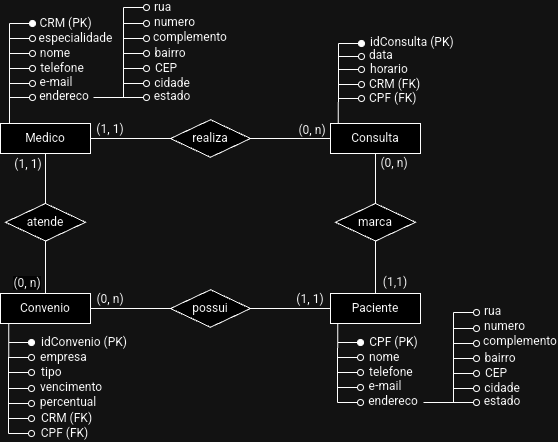 CRM (PK)
especialidade
nome
telefone
e-mail
endereco
rua
numero
complemento
bairro
CEP
cidade
estado
idConsulta (PK)
data
horario
CRM (FK)
CPF (FK)
Medico
(1, 1)
realiza
(0, n)
Consulta
(1, 1)
(0, n)
atende
marca
(0, n)
(1,1)
Convenio
(0, n)
possui
(1, 1)
Paciente
idConvenio (PK)
empresa
tipo
vencimento
percentual
CRM (FK)
CPF (FK)
CPF (PK)
nome
telefone
e-mail
endereco
rua
numero
complemento
bairro
CEP
cidade
estado